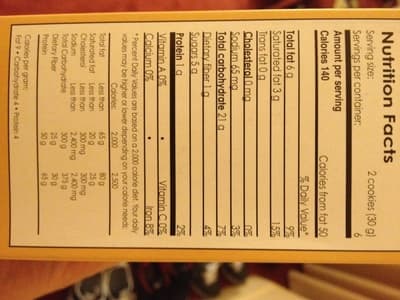 Nutrition Facts
Serving size: 2 cookies (30 g)
Servings per container: 6
Amount per serving
Calories 140 Calories from fat 50
% Daily Value*
Total fat 6 g 9%
Saturated fat 3 g 15%
Trans fat 0 g
Cholesterol 0 mg 0%
Sodium 65 mg 3%
Total carbohydrate 21 g 7%
Dietary fiber 1 g 4%
Sugars 5 g
Protein 1 g 2%
Vitamin A 0% • Vitamin C 0%
Calcium 0% • Iron 8%
*Percent Daily Values are based on a 2,000 calorie diet. Your daily
values may be higher or lower depending on your calorie needs:
Calories: 2,000 2,500
Total fat Less than 65 g 80 g
Saturated fat Less than 20 g 25 g
Cholesterol Less than 300 mg 300 mg
Sodium Less than 2,400 mg 2,400 mg
Total Carbohydrate 300 g 375 g
Dietary Fiber 25 g 30 g
Protein 50 g 65 g
Calories per gram:
Fat 9 • Carbohydrate 4 • Protein 4